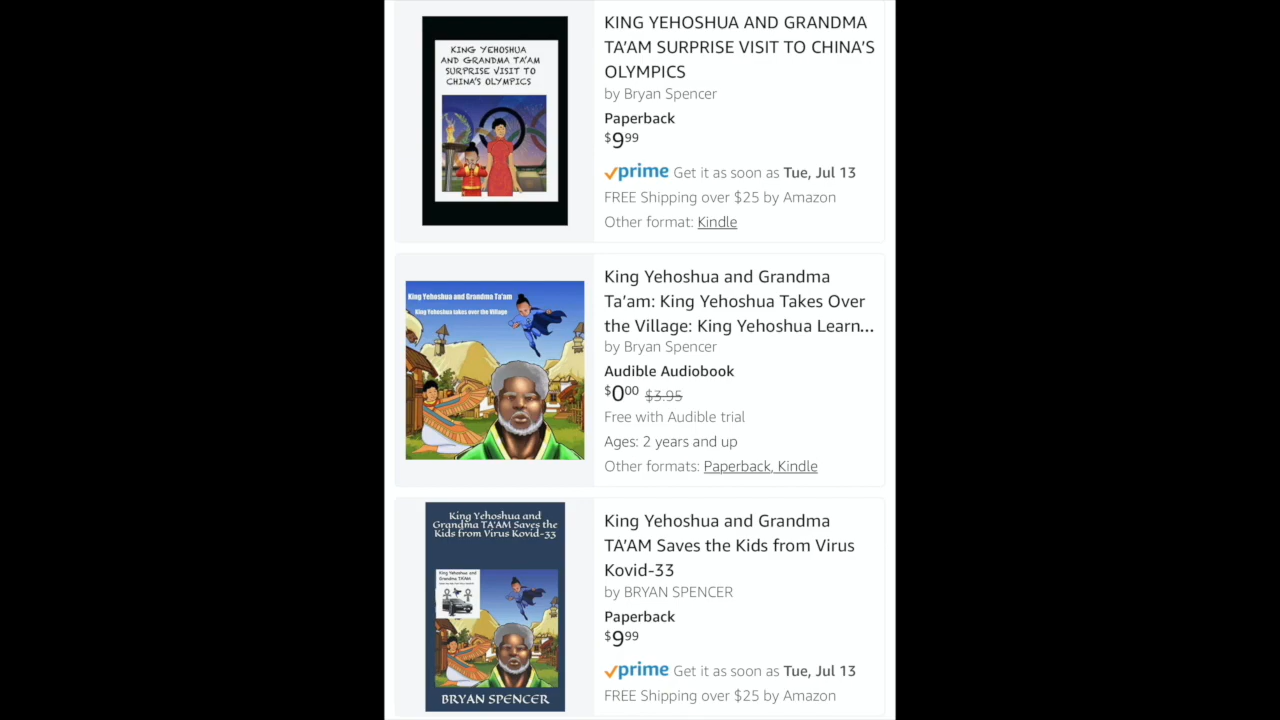 KING YEHOSHUA
AND GRANDMA TA'AM
SURPRISE VISIT TO
CHINA'S OLYMPICS
KING YEHOSHUA AND GRANDMA
TA'AM SURPRISE VISIT TO CHINA'S
OLYMPICS
by Bryan Spencer
Paperback
$9.99
prime Get it as soon as Tue, Jul 13
FREE Shipping over $25 by Amazon
Other format: Kindle
King Yehoshua and Grandma Ta'am
King Yehoshua takes over the Village
King Yehoshua and Grandma
Ta'am: King Yehoshua Takes Over
the Village: King Yehoshua Learn...
by Bryan Spencer
Audible Audiobook
$0.00 $3.95
Free with Audible trial
Ages: 2 years and up
Other formats: Paperback, Kindle
King Yehoshua and
Grandma TA'AM Saves the
Kids from Virus Kovid-33
King Yehoshua and
Grandma TA'AM
BRYAN SPENCER
King Yehoshua and Grandma
TA'AM Saves the Kids from Virus
Kovid-33
by BRYAN SPENCER
Paperback
$9.99
prime Get it as soon as Tue, Jul 13
FREE Shipping over $25 by Amazon